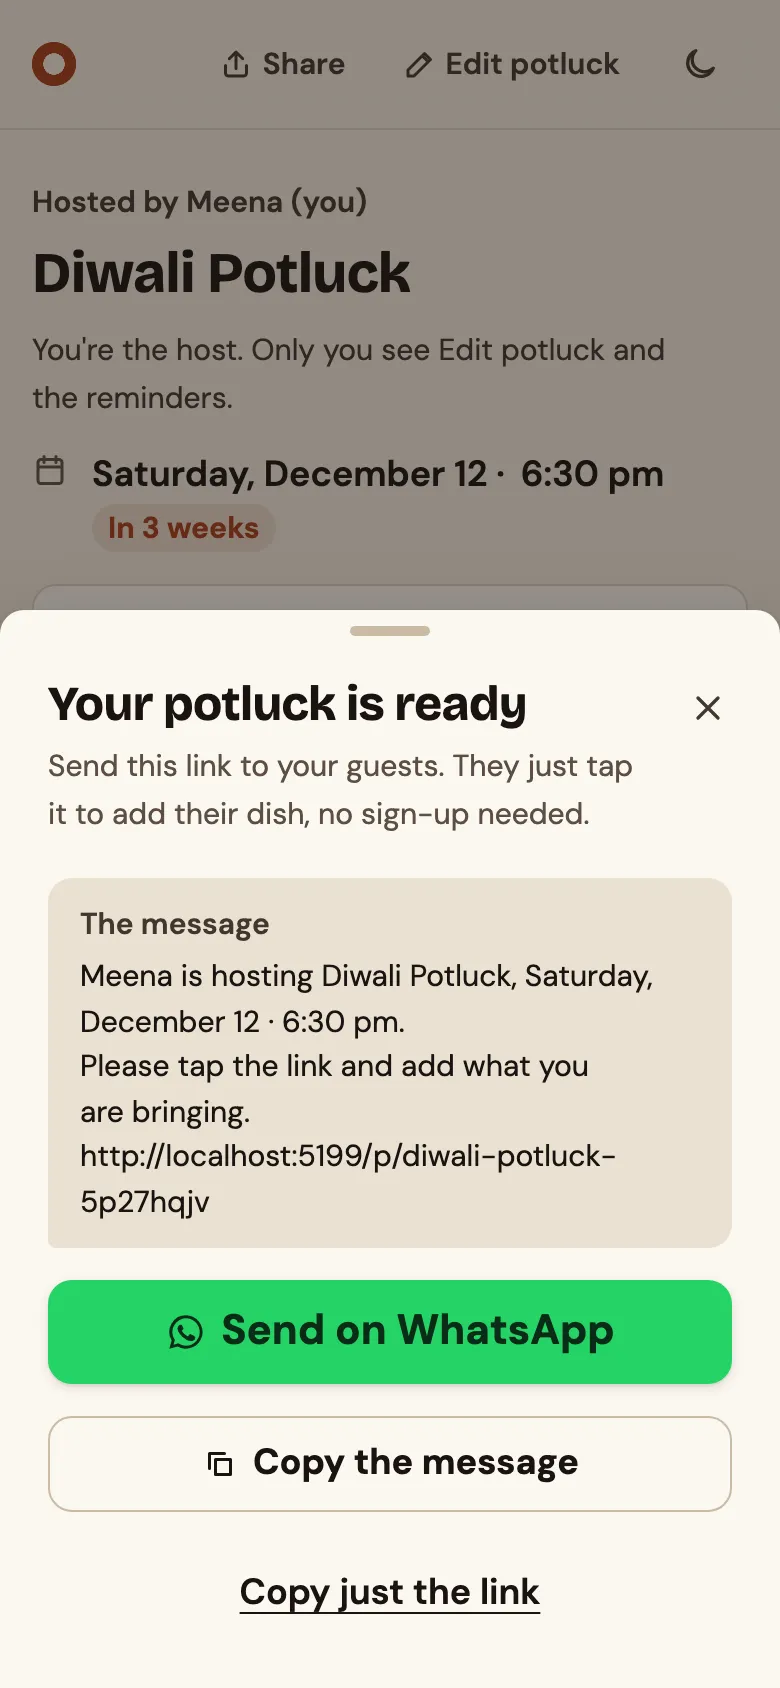 Share
Edit potluck
Hosted by Meena (you)
Diwali Potluck
You're the host. Only you see Edit potluck and
the reminders.
Saturday, December 12 · 6:30 pm
In 3 weeks
Your potluck is ready
Send this link to your guests. They just tap
it to add their dish, no sign-up needed.
The message
Meena is hosting Diwali Potluck, Saturday,
December 12 · 6:30 pm.
Please tap the link and add what you
are bringing.
http://localhost:5199/p/diwali-potluck-
5p27hqjv
Send on WhatsApp
Copy the message
Copy just the link